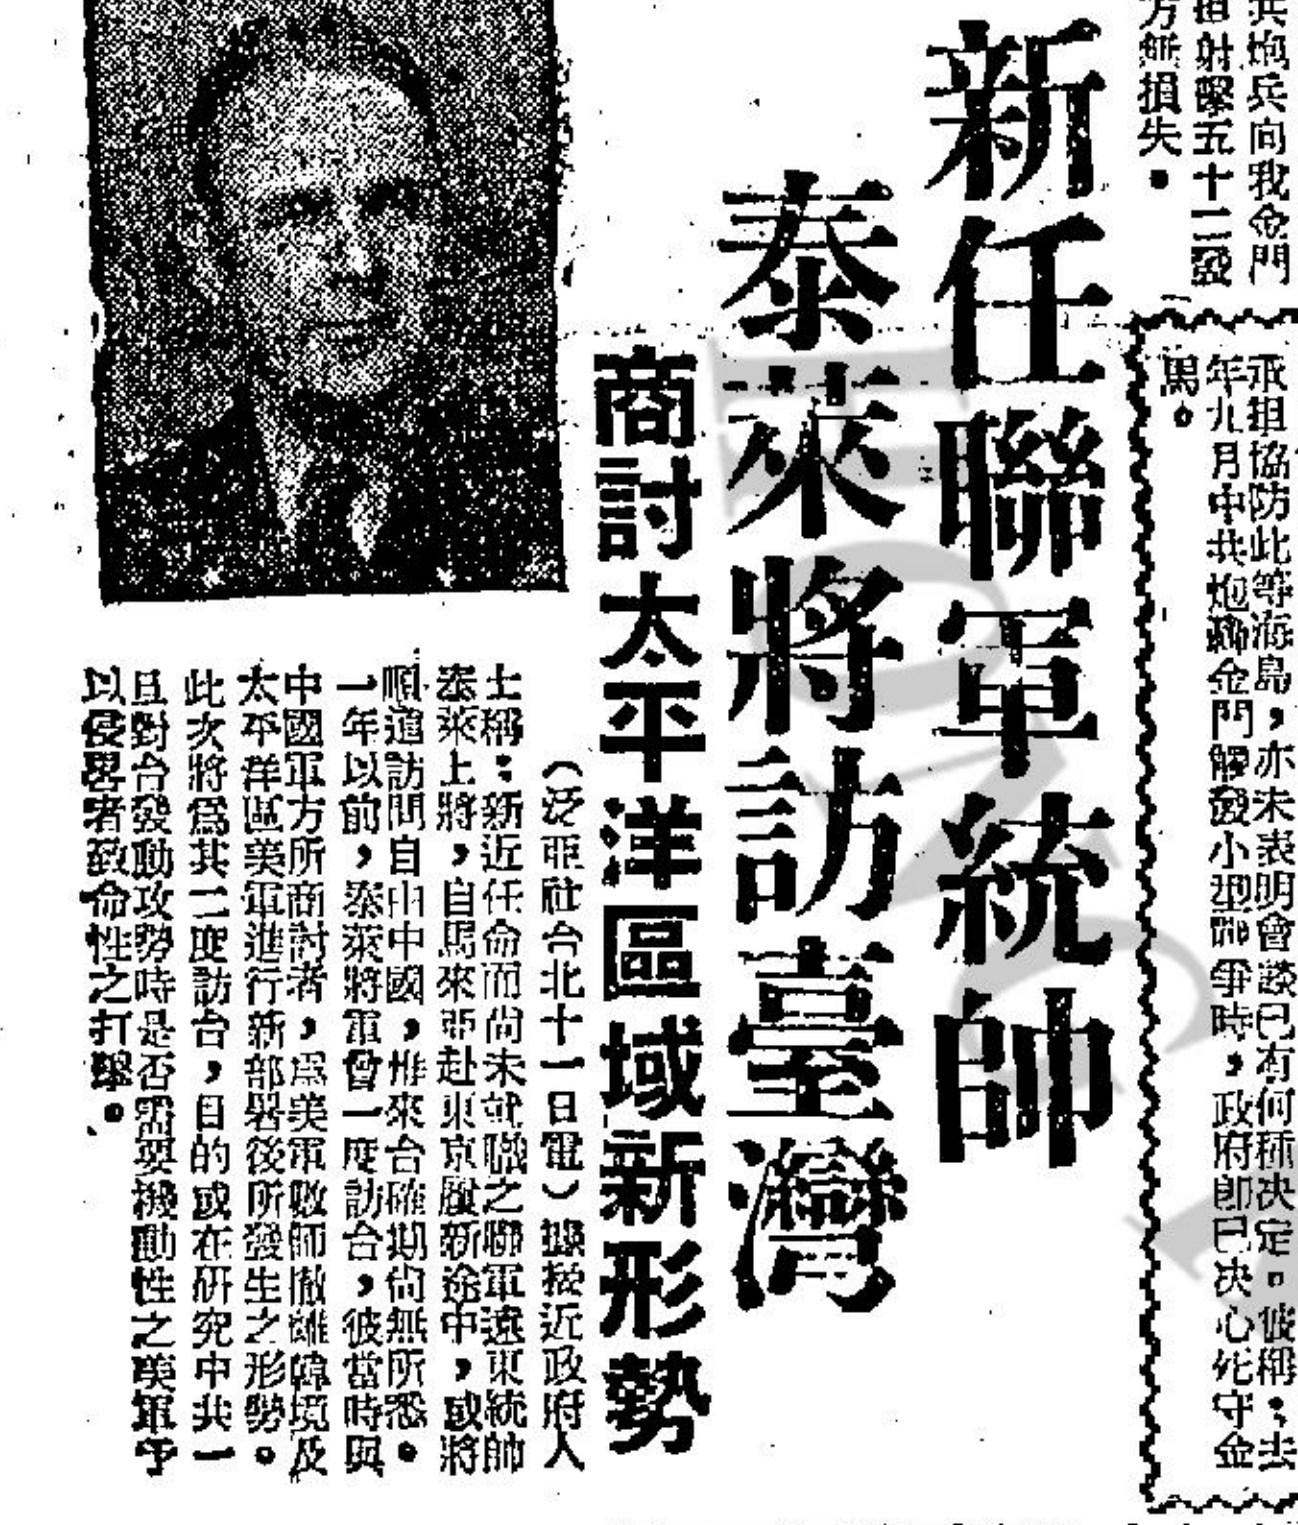 兵炮兵向我金門
担射擊五十二發
方無損失．
承担協防此等海島，亦未表明會談已有何種决定。彼稱：去
年九月中共炮轟金門觸發小型戰爭時，政府即已决心死守金
馬。
新任聯軍統帥
泰萊將訪臺灣
商討太平洋區域新形勢
（泛亞社台北十一日電）據接近政府人
士稱：新近任命而尚未就職之聯軍遠東統帥
泰萊上將，自馬來亞赴東京履新途中，或將
順道訪問自由中國，惟來台確期尚無所悉。
一年以前，泰萊將軍曾一度訪台，彼當時與
中國軍方所商討者，為美軍數師撤離韓境及
太平洋區美軍進行新部署後所發生之形勢。
此次將爲其二度訪台，目的或在研究中共一
旦對台發動攻勢時是否需要機動性之美軍予
以侵畧者致命性之打擊。